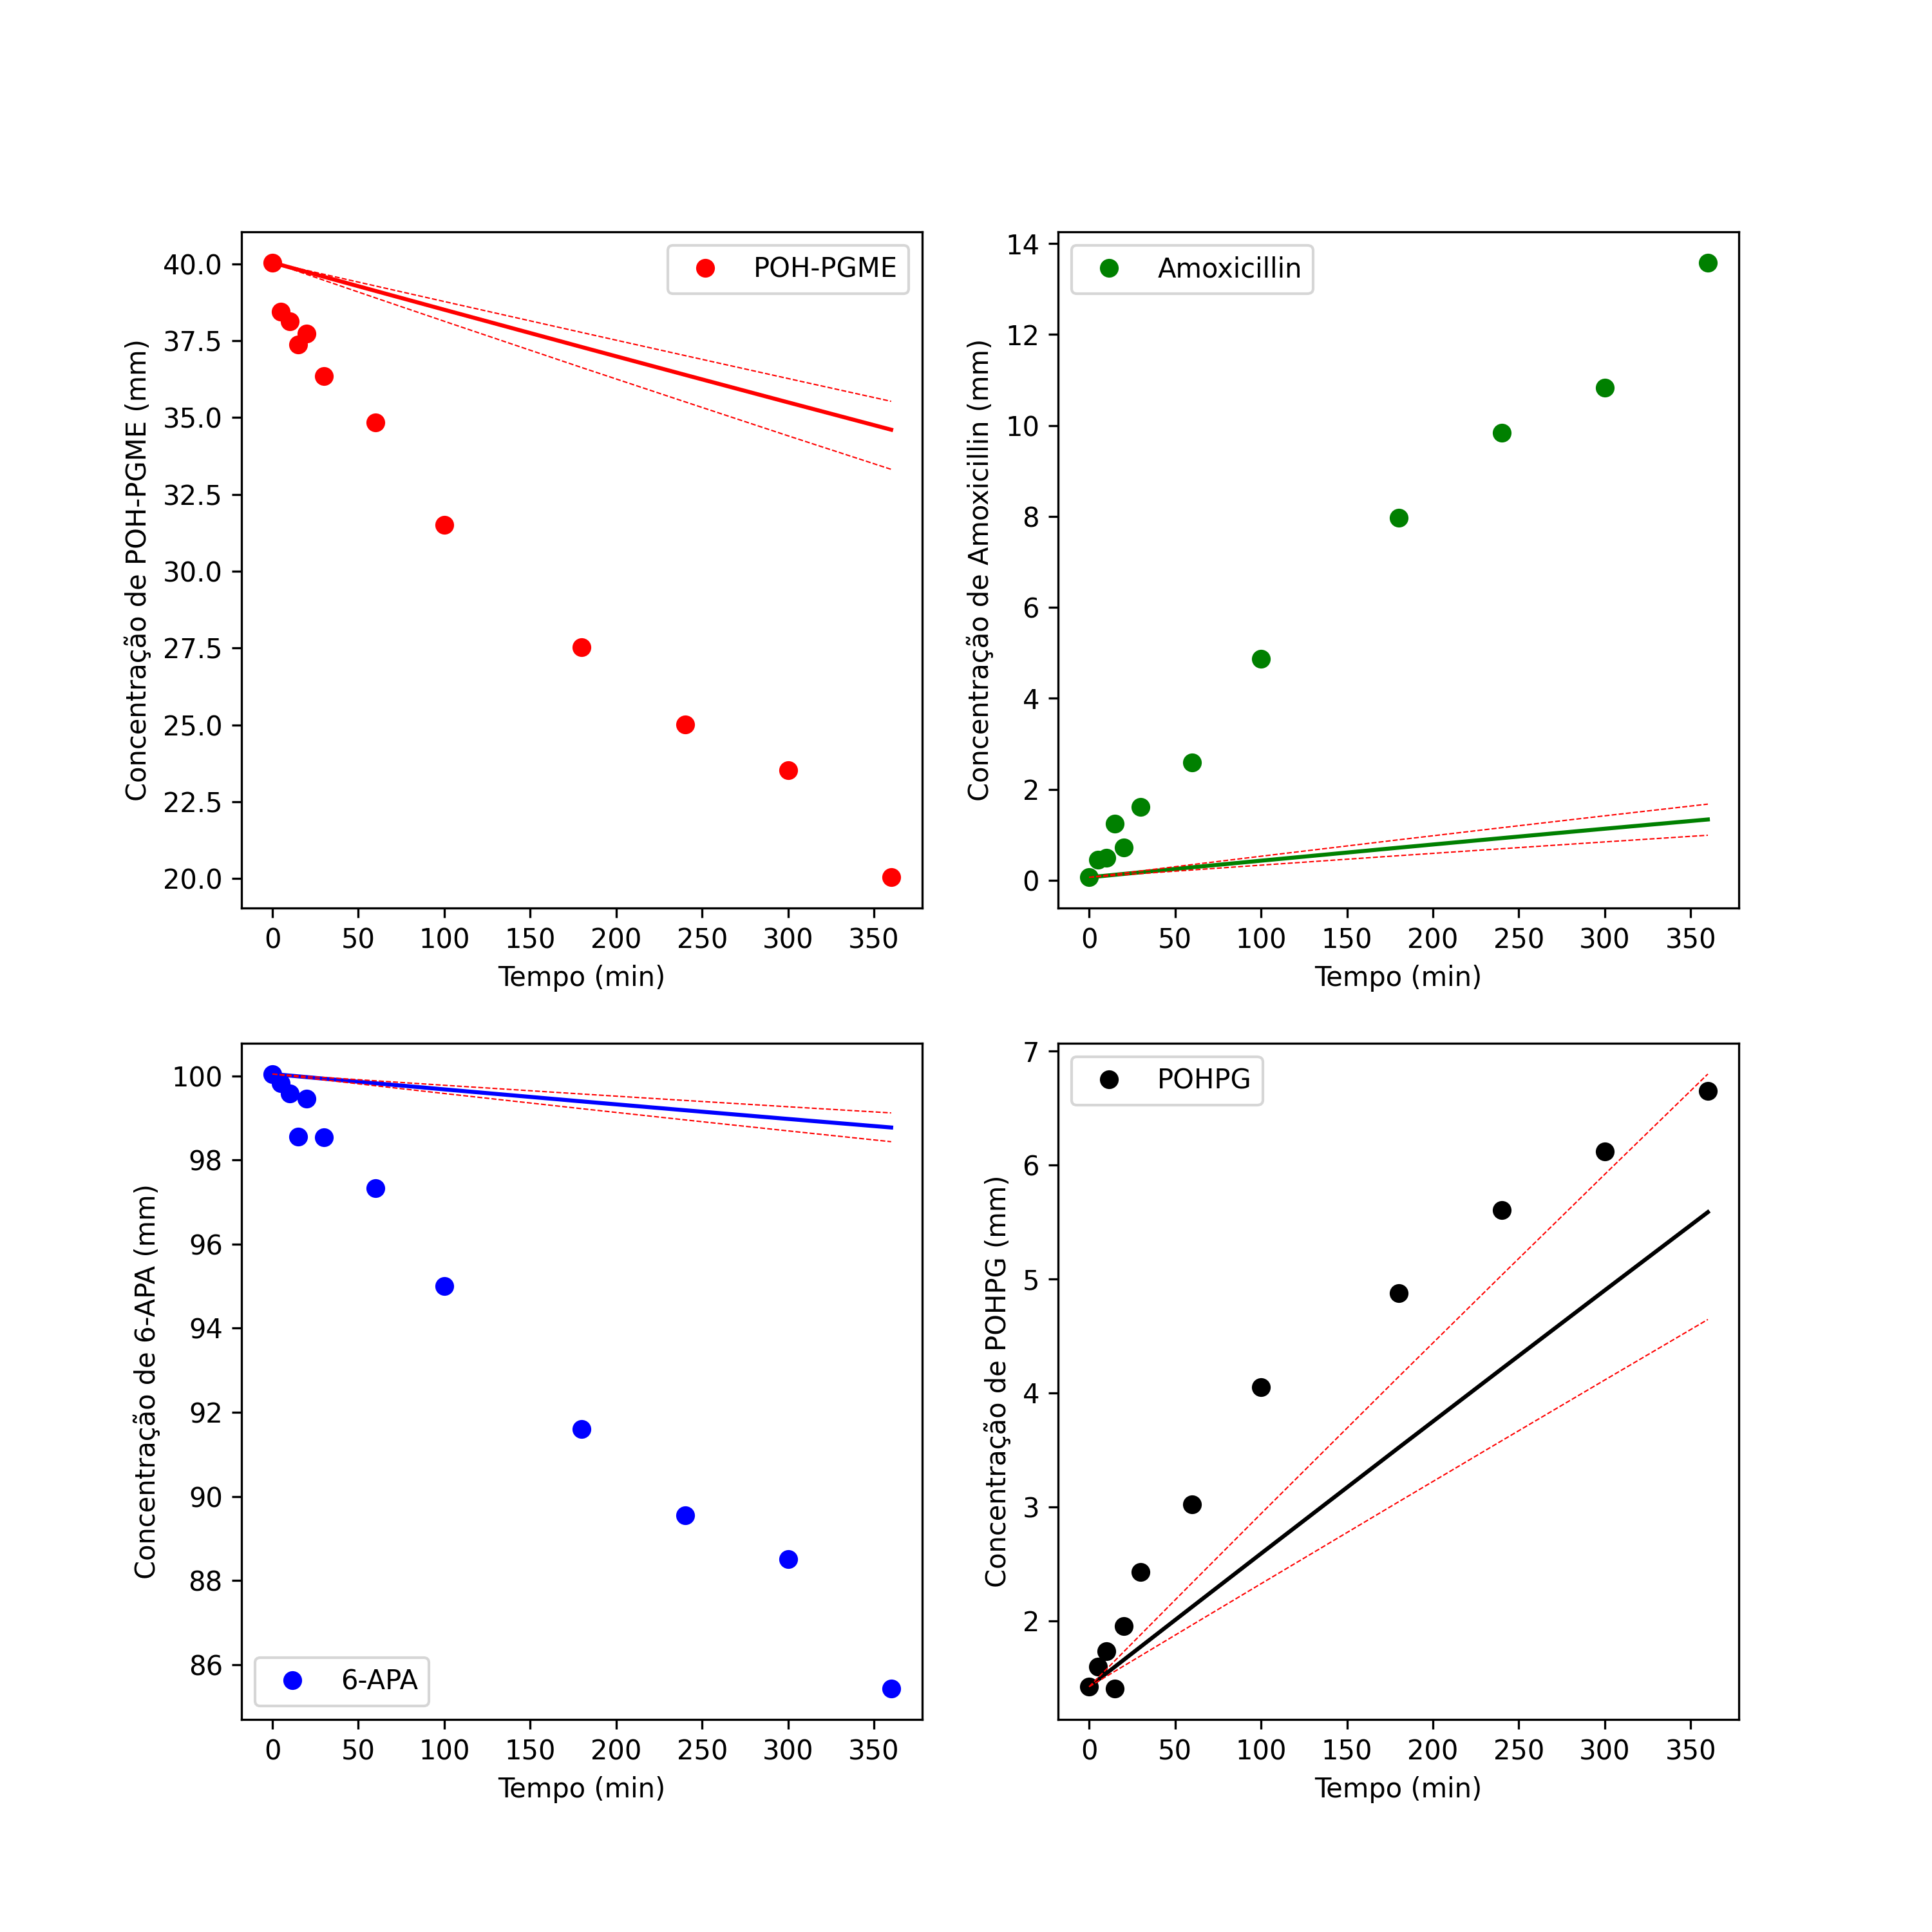 POH-PGME
Concentração de POH-PGME (mm)
40.0
37.5
35.0
32.5
30.0
27.5
25.0
22.5
20.0
0 50 100 150 200 250 300 350
Tempo (min)
Amoxicillin
Concentração de Amoxicillin (mm)
14
12
10
8
6
4
2
0
0 50 100 150 200 250 300 350
Tempo (min)
6-APA
Concentração de 6-APA (mm)
100
98
96
94
92
90
88
86
0 50 100 150 200 250 300 350
Tempo (min)
POHPG
Concentração de POHPG (mm)
7
6
5
4
3
2
0 50 100 150 200 250 300 350
Tempo (min)